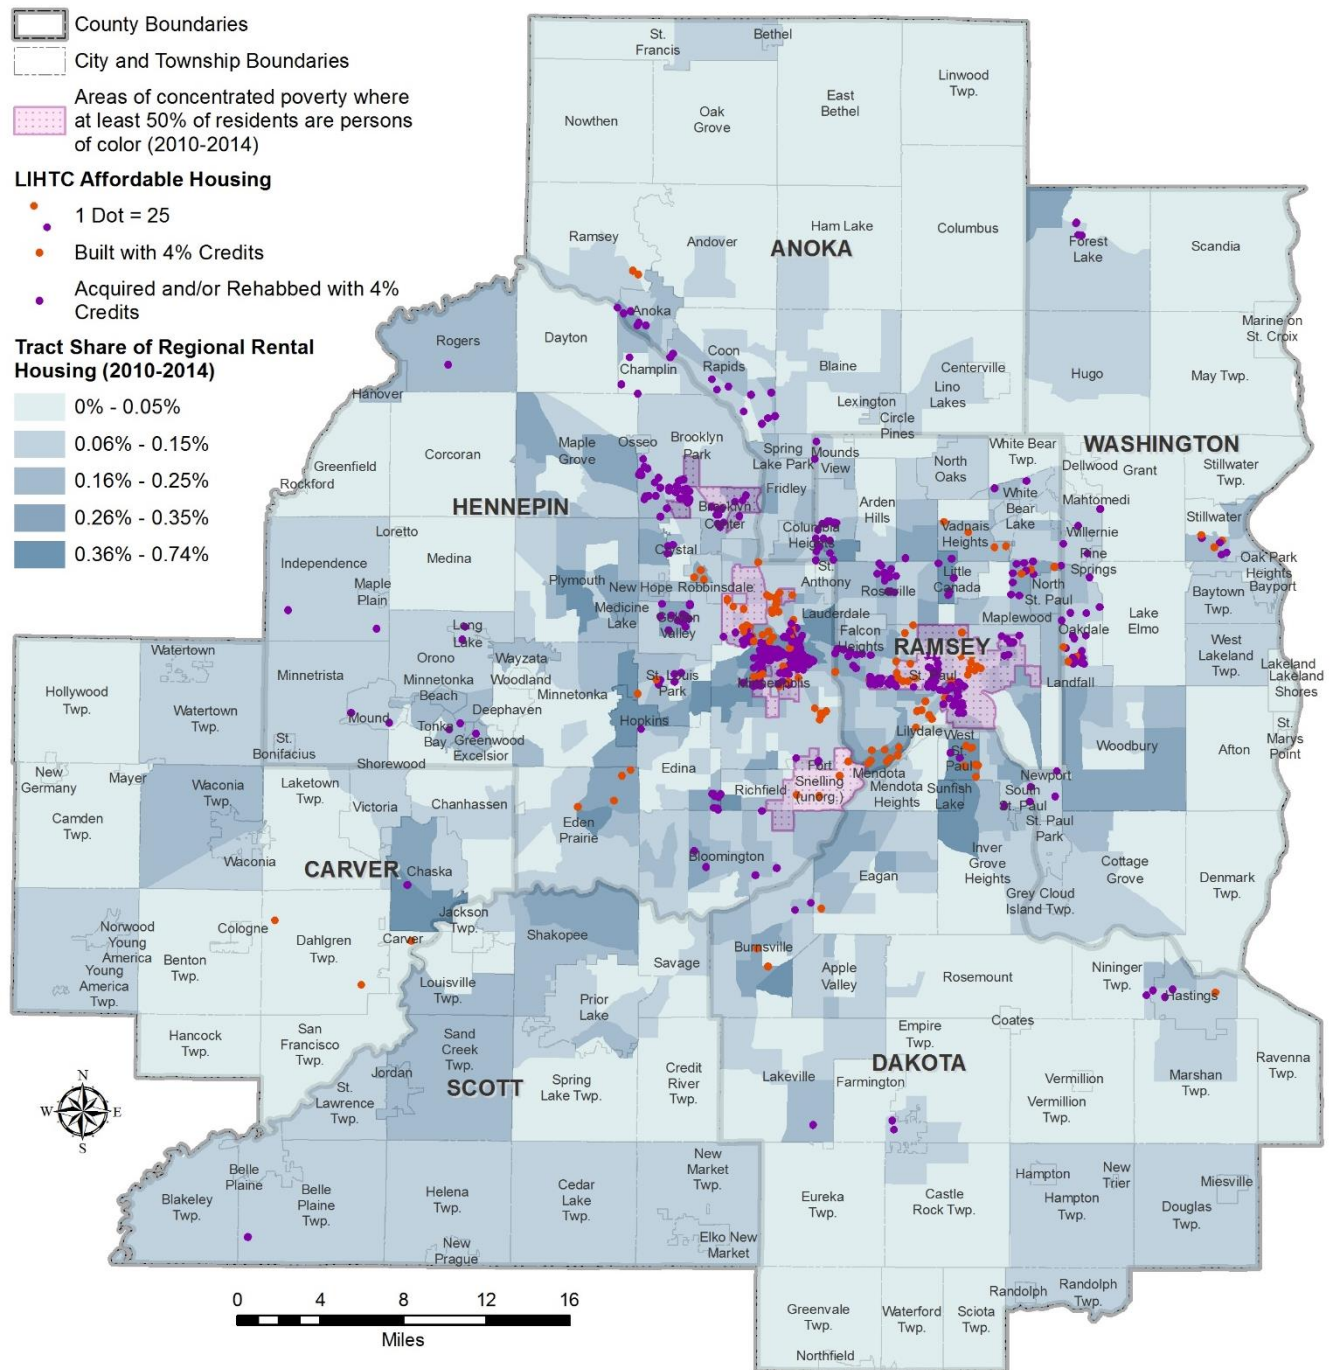 County Boundaries
City and Township Boundaries
Areas of concentrated poverty where
at least 50% of residents are persons
of color (2010-2014)
LIHTC Affordable Housing
1 Dot = 25
Built with 4% Credits
Acquired and/or Rehabbed with 4%
Credits
Tract Share of Regional Rental
Housing (2010-2014)
0% - 0.05%
0.06% - 0.15%
0.16% - 0.25%
0.26% - 0.35%
0.36% - 0.74%
St.
Francis
Bethel
Linwood
Twp.
Nowthen
Oak
Grove
East
Bethel
Ramsey
Andover
Ham Lake
Columbus
ANOKA
Forest
Lake
Scandia
Anoka
Rogers
Dayton
Champlin
Coon
Rapids
Blaine
Centerville
Lino
Lakes
Hugo
Marine on
St. Croix
May Twp.
Hanover
Lexington
Circle
Pines
Corcoran
Maple
Grove
Osseo
Brooklyn
Park
Spring
Lake Park
Mounds
View
White Bear
Twp.
WASHINGTON
Greenfield
Rockford
HENNEPIN
Fridley
North
Oaks
Dellwood
Grant
Stillwater
Twp.
Brooklyn
Center
Arden
Hills
White
Bear
Lake
Mahtomedi
Stillwater
Loretto
Medina
Crystal
Columbia
Heights
Vadnais
Heights
Willernie
Pine
Springs
Oak Park
Heights
Bayport
Independence
Maple
Plain
Plymouth
New Hope
Robbinsdale
St.
Anthony
Roseville
Little
Canada
North
St. Paul
Baytown
Twp.
Medicine
Lake
Golden
Valley
Lauderdale
Falcon
Heights
Maplewood
Oakdale
Lake
Elmo
Long
Lake
RAMSEY
West
Lakeland
Twp.
Lakeland
Lakeland
Shores
Watertown
Orono
Wayzata
Woodland
Minnetonka
Beach
Minnetrista
Minnetonka
St. Louis
Park
Minneapolis
St. Paul
Landfall
Hollywood
Twp.
Watertown
Twp.
Mound
Deephaven
Tonka
Bay
Greenwood
Excelsior
Hopkins
Lilydale
West
St.
Paul
Woodbury
Afton
St.
Marys
Point
St.
Bonifacius
Shorewood
New
Germany
Mayer
Waconia
Twp.
Laketown
Twp.
Victoria
Chanhassen
Edina
Richfield
Fort
Snelling
(unorg.)
Mendota
Mendota
Heights
Sunfish
Lake
South
St. Paul
Newport
St. Paul
Park
Camden
Twp.
Waconia
Eden
Prairie
CARVER
Chaska
Bloomington
Eagan
Inver
Grove
Heights
Cottage
Grove
Grey Cloud
Island Twp.
Denmark
Twp.
Norwood
Young
America
Young
America
Twp.
Cologne
Benton
Twp.
Dahlgren
Twp.
Carver
Jackson
Twp.
Shakopee
Savage
Burnsville
Apple
Valley
Rosemount
Nininger
Twp.
Hastings
Louisville
Twp.
Prior
Lake
Hancock
Twp.
San
Francisco
Twp.
Sand
Creek
Twp.
Credit
River
Twp.
Empire
Twp.
Coates
DAKOTA
Ravenna
Twp.
Jordan
St.
Lawrence
Twp.
SCOTT
Spring
Lake Twp.
Lakeville
Farmington
Vermillion
Vermillion
Twp.
Marshan
Twp.
N
W
E
S
Belle
Plaine
Blakeley
Twp.
Belle
Plaine
Twp.
Helena
Twp.
Cedar
Lake
Twp.
New
Market
Twp.
Eureka
Twp.
Castle
Rock Twp.
Hampton
New
Trier
Hampton
Twp.
Douglas
Twp.
Miesville
New
Prague
Elko New
Market
0 4 8 12 16
Miles
Greenvale
Twp.
Waterford
Twp.
Sciota
Twp.
Randolph
Randolph
Twp.
Northfield